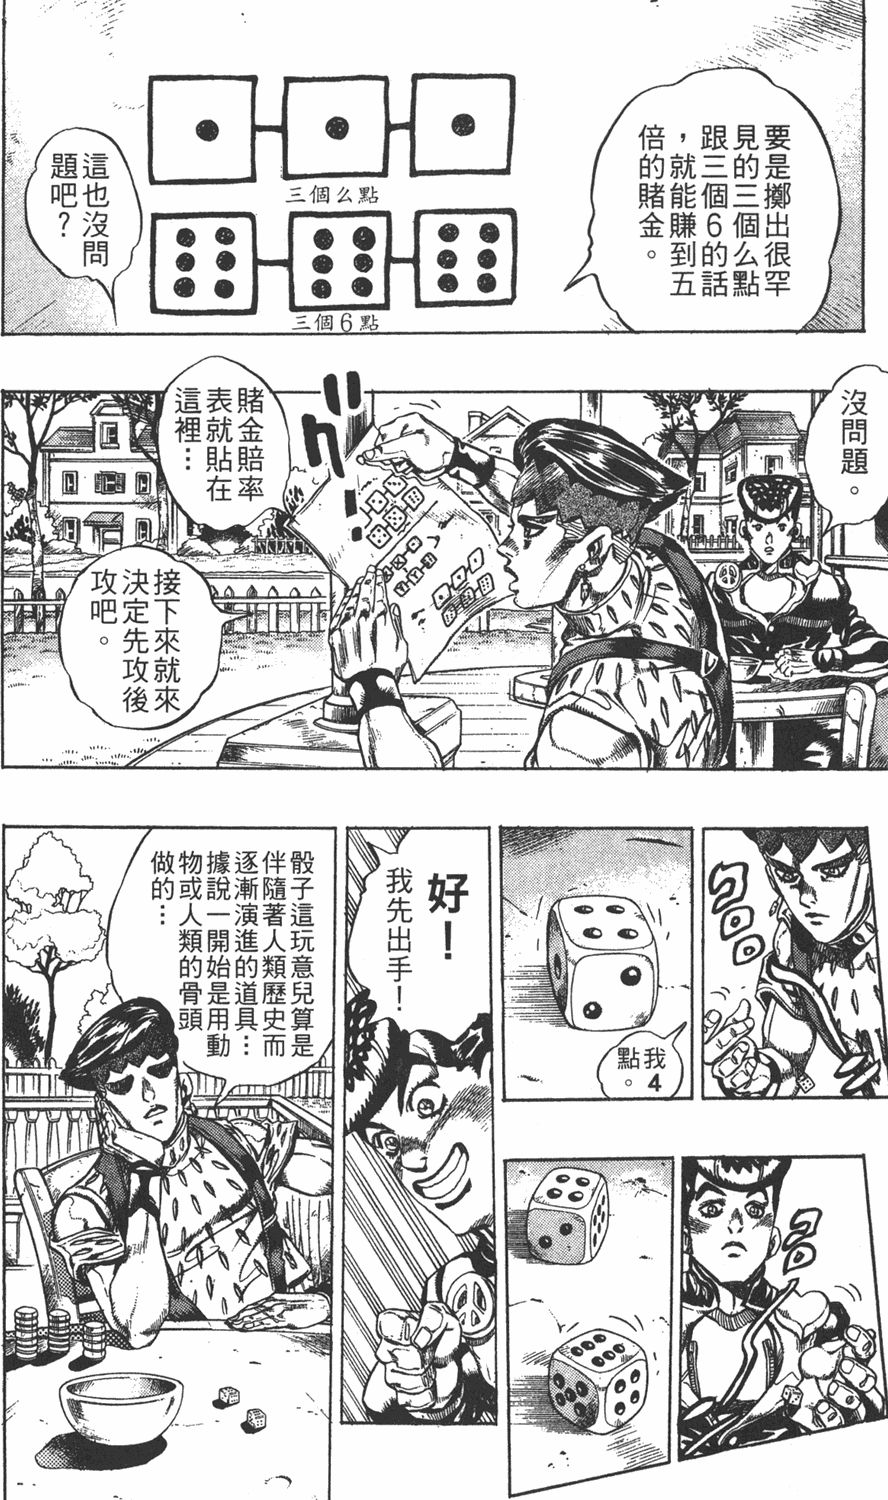 要是擲出很罕
見的三個么點
跟三個6的話
，就能賺到五
倍的賭金。
三個么點
三個6點
這也沒問
題吧？
沒問題。
賭金賠率
表就貼在
這裡…
接下來就來
決定先攻後
攻吧。
コロロ
我4
點。
コロロ
好！
我先出手！
骰子這玩意兒算是
伴隨著人類歷史而
逐漸演進的道具…
據說一開始是用動
物或人類的骨頭
做的…